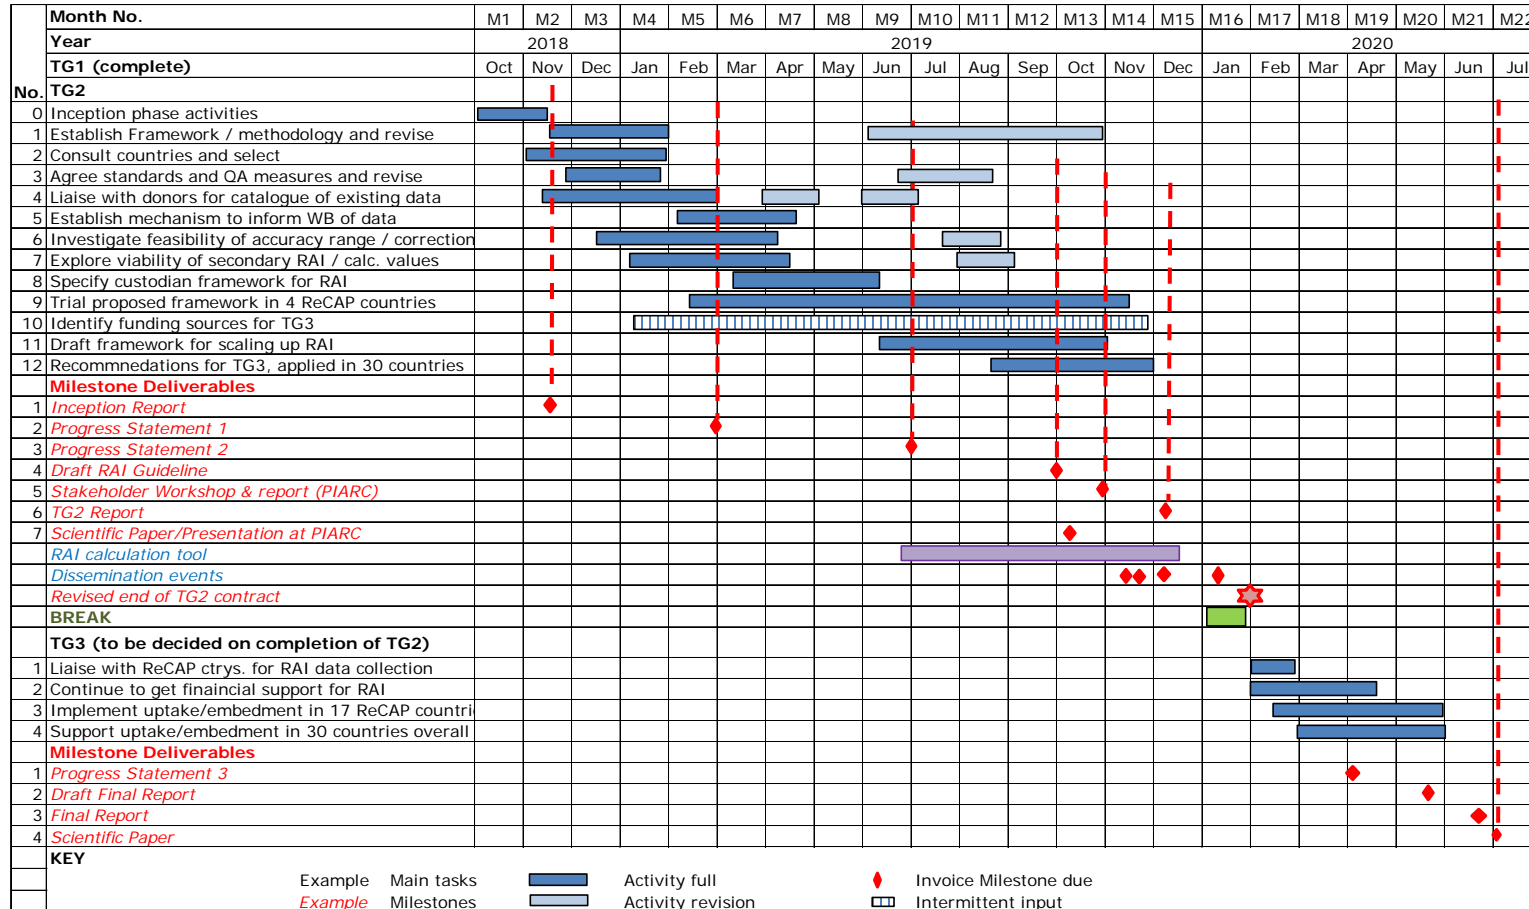 Month No. M1 M2 M3 M4 M5 M6 M7 M8 M9 M10 M11 M12 M13 M14 M15 M16 M17 M18 M19 M20 M21 M22
Year 2018 2019 2020
TG1 (complete) Oct Nov Dec Jan Feb Mar Apr May Jun Jul Aug Sep Oct Nov Dec Jan Feb Mar Apr May Jun Jul
No. TG2
0 Inception phase activities
1 Establish Framework / methodology and revise
2 Consult countries and select
3 Agree standards and QA measures and revise
4 Liaise with donors for catalogue of existing data
5 Establish mechanism to inform WB of data
6 Investigate feasibility of accuracy range / correction
7 Explore viability of secondary RAI / calc. values
8 Specify custodian framework for RAI
9 Trial proposed framework in 4 ReCAP countries
10 Identify funding sources for TG3
11 Draft framework for scaling up RAI
12 Recommnedations for TG3, applied in 30 countries
Milestone Deliverables
1 Inception Report
2 Progress Statement 1
3 Progress Statement 2
4 Draft RAI Guideline
5 Stakeholder Workshop & report (PIARC)
6 TG2 Report
7 Scientific Paper/Presentation at PIARC
RAI calculation tool
Dissemination events
Revised end of TG2 contract
BREAK
TG3 (to be decided on completion of TG2)
1 Liaise with ReCAP ctrys. for RAI data collection
2 Continue to get finaincial support for RAI
3 Implement uptake/embedment in 17 ReCAP countri
4 Support uptake/embedment in 30 countries overall
Milestone Deliverables
1 Progress Statement 3
2 Draft Final Report
3 Final Report
4 Scientific Paper
KEY
Example Main tasks Activity full Invoice Milestone due
Example Milestones Activity revision Intermittent input